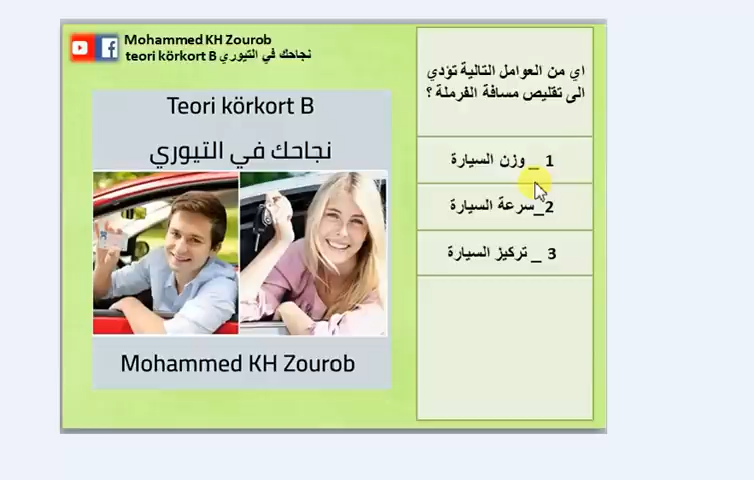 Mohammed KH Zourob
teori körkort B نجاحك في التيوري
Teori körkort B
نجاحك في التيوري
Mohammed KH Zourob
اي من العوامل التالية تؤدي
الى تقليص مسافة الفرملة ؟
1 _ وزن السيارة
2_سرعة السيارة
3 _ تركيز السيارة